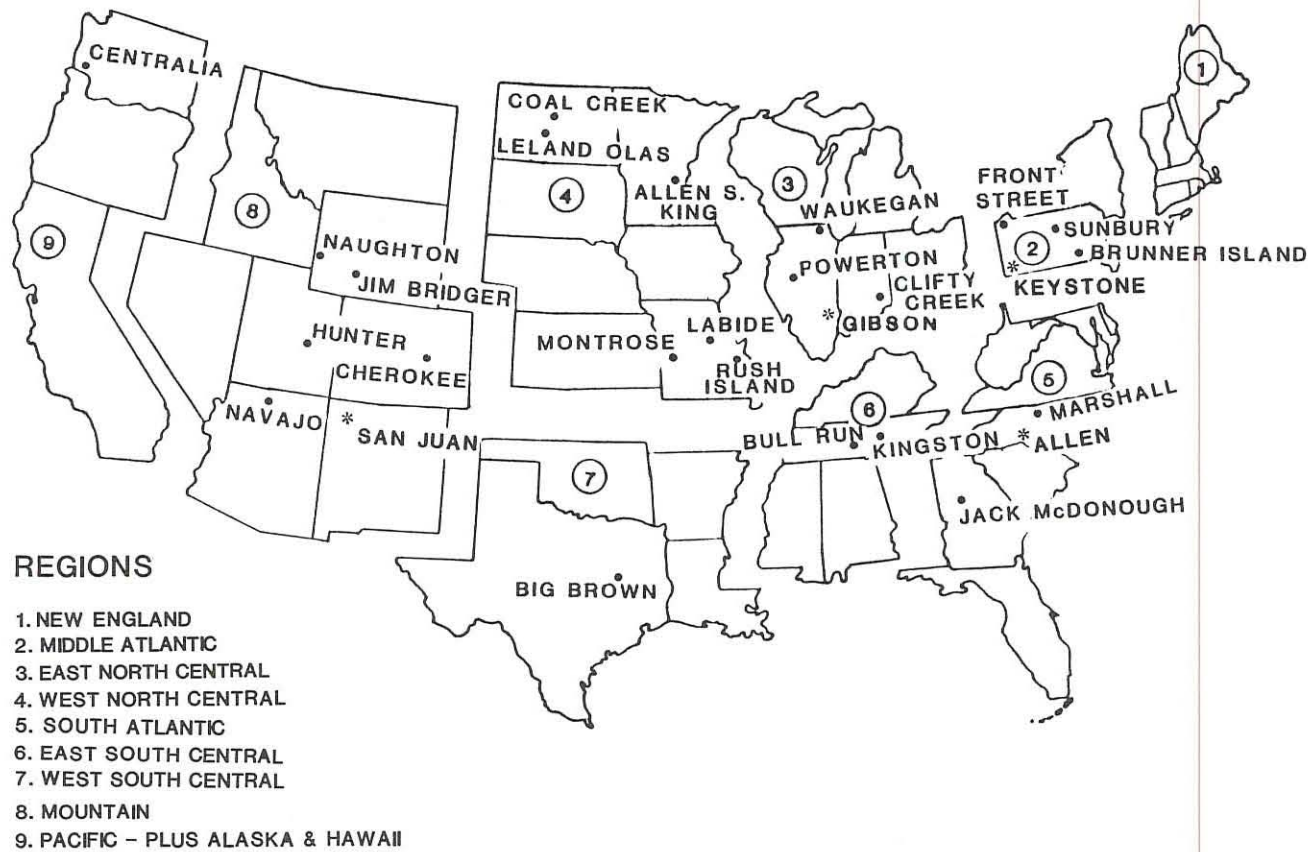 CENTRALIA
COAL CREEK
LELAND OLAS
ALLEN S.
KING
WAUKEGAN
FRONT
STREET
SUNBURY
BRUNNER ISLAND
* KEYSTONE
NAUGHTON
JIM BRIDGER
POWERTON
CLIFTY
CREEK
* GIBSON
HUNTER
CHEROKEE
MONTROSE
LABIDE
RUSH
ISLAND
NAVAJO
* SAN JUAN
BULL RUN
KINGSTON
MARSHALL
* ALLEN
JACK McDONOUGH
BIG BROWN
1
2
3
4
5
6
7
8
9
REGIONS
1. NEW ENGLAND
2. MIDDLE ATLANTIC
3. EAST NORTH CENTRAL
4. WEST NORTH CENTRAL
5. SOUTH ATLANTIC
6. EAST SOUTH CENTRAL
7. WEST SOUTH CENTRAL
8. MOUNTAIN
9. PACIFIC – PLUS ALASKA & HAWAII